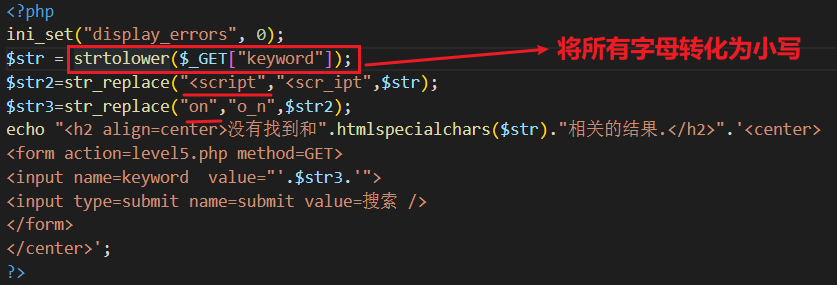 <?php
ini_set("display_errors", 0);
$str = strtolower($_GET["keyword"]);
将所有字母转化为小写
$str2=str_replace("<script","<scr_ipt",$str);
$str3=str_replace("on","o_n",$str2);
echo "<h2 align=center>没有找到和".htmlspecialchars($str)."相关的结果.</h2>".'<center>
<form action=level5.php method=GET>
<input name=keyword  value="'.$str3.'">
<input type=submit name=submit value=搜索 />
</form>
</center>';
?>